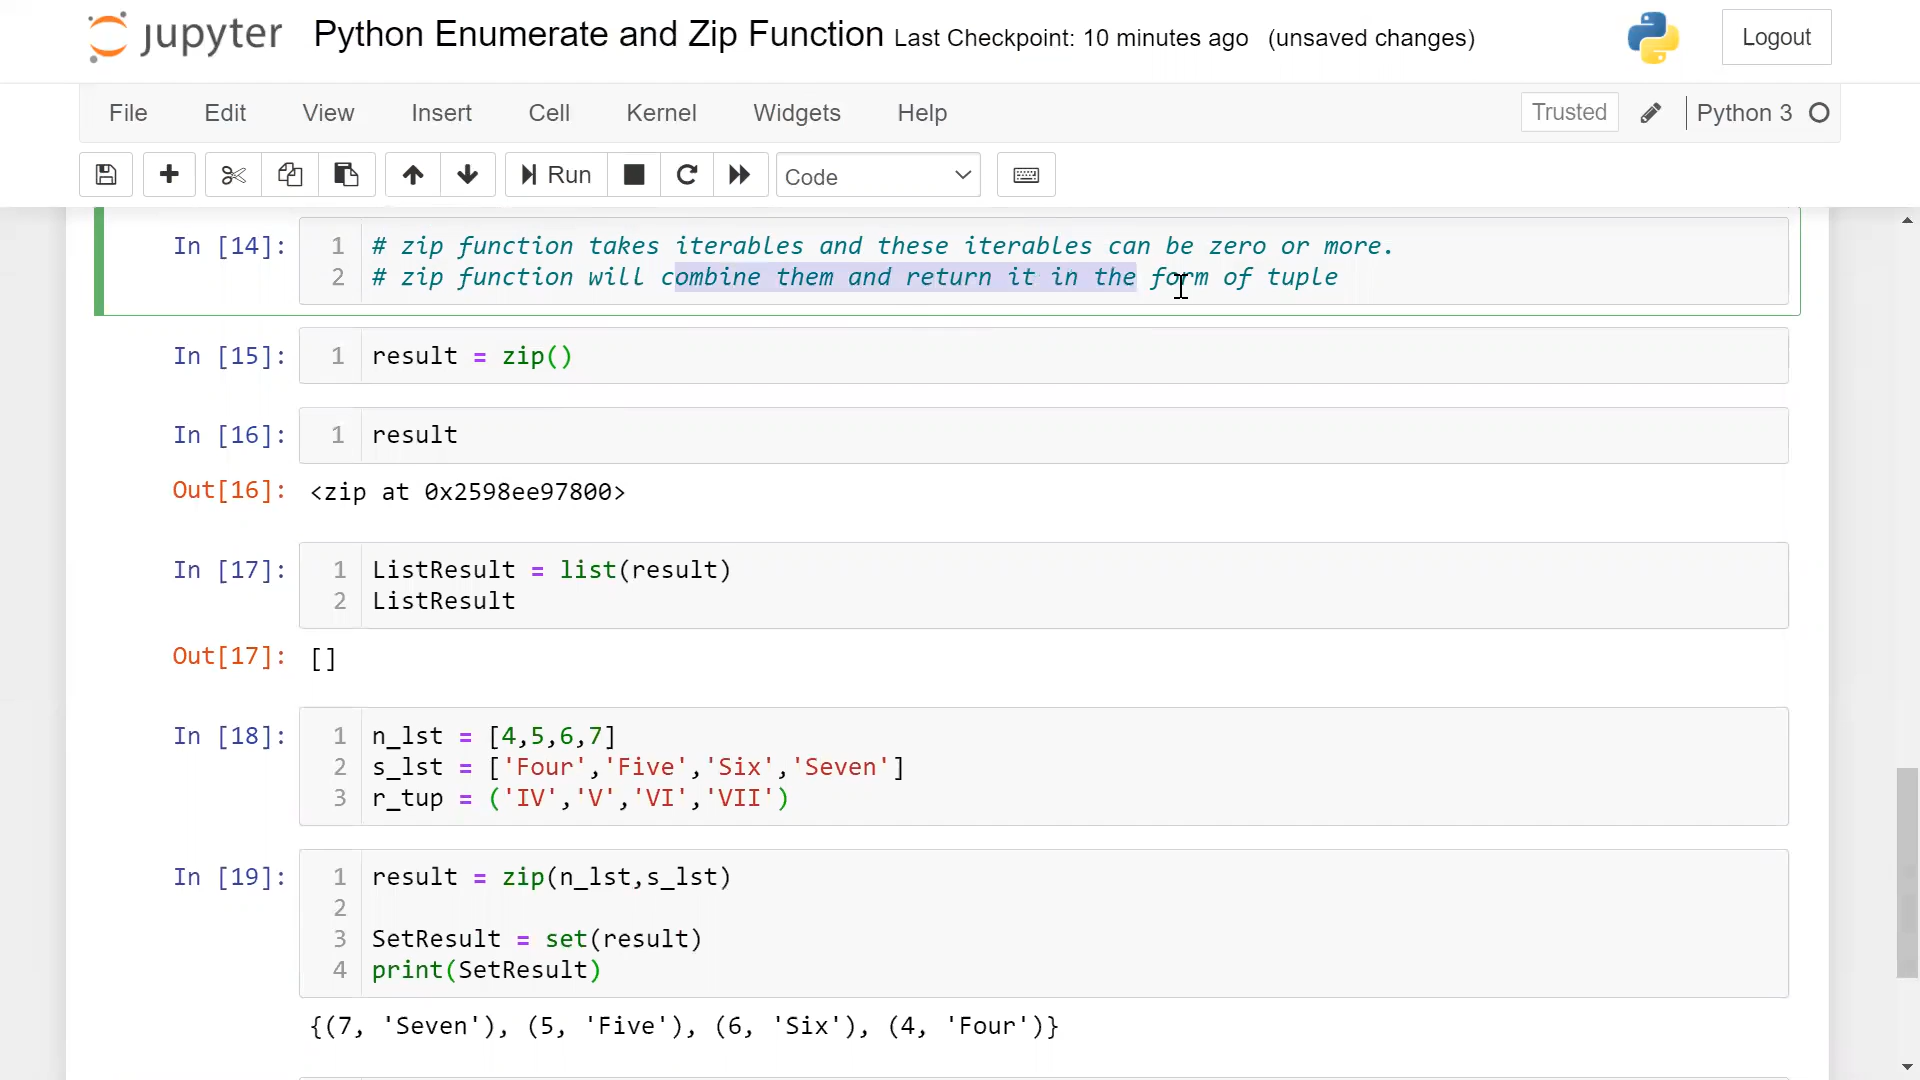 jupyter Python Enumerate and Zip Function Last Checkpoint: 10 minutes ago (unsaved changes) Logout
File Edit View Insert Cell Kernel Widgets Help Trusted Python 3
Run Code
In [14]: 1 # zip function takes iterables and these iterables can be zero or more.
2 # zip function will combine them and return it in the form of tuple
In [15]: 1 result = zip()
In [16]: 1 result
Out[16]: <zip at 0x2598ee97800>
In [17]: 1 ListResult = list(result)
2 ListResult
Out[17]: []
In [18]: 1 n_lst = [4,5,6,7]
2 s_lst = ['Four','Five','Six','Seven']
3 r_tup = ('IV','V','VI','VII')
In [19]: 1 result = zip(n_lst,s_lst)
2
3 SetResult = set(result)
4 print(SetResult)
{(7, 'Seven'), (5, 'Five'), (6, 'Six'), (4, 'Four')}